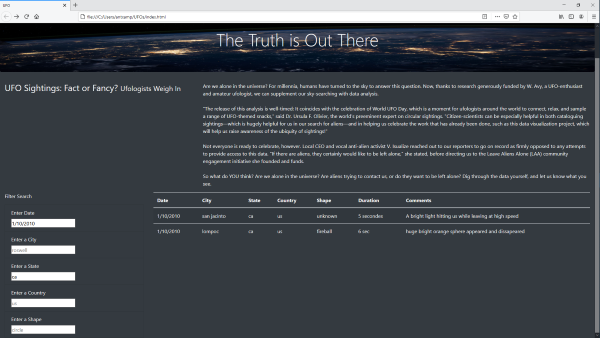 UFO
file:///C:/Users/
/UFOs/index.html
The Truth is Out There
UFO Sightings: Fact or Fancy? Ufologists Weigh In
Are we alone in the universe? For millennia, humans have turned to the sky to answer this question. Now, thanks to research generously funded by W. Avy, a UFO-enthusiast
and amateur ufologist, we can supplement our sky searching with data analysis.
"The release of this analysis is well-timed: It coincides with the celebration of World UFO Day, which is a moment for ufologists around the world to connect, relax, and sample
a range of UFO-themed snacks," said Dr. Ursula F. Olivier, the world's preeminent expert on circular sightings. "Citizen-scientists can be especially helpful in both cataloguing
sightings—which is hugely helpful for us in our search for aliens—and in helping us celebrate the work that has already been done, such as this data visualization project, which
will help us raise awareness of the ubiquity of sightings!"
Not everyone is ready to celebrate, however. Local CEO and vocal anti-alien activist V. Isualize reached out to our reporters to go on record as firmly opposed to any attempts
to provide access to this data. "If there are aliens, they certainly would like to be left alone," she stated, before directing us to the Leave Aliens Alone (LAA) community
engagement initiative she founded and funds.
So what do YOU think? Are we alone in the universe? Are aliens trying to contact us, or do they want to be left alone? Dig through the data yourself, and let us know what you
see.
Filter Search
Enter Date
1/10/2010
Enter a City
roswell
Enter a State
ca
Enter a Country
us
Enter a Shape
circle
Date City State Country Shape Duration Comments
1/10/2010 san jacinto ca us unknown 5 secondes A bright light hitting us while leaving at high speed
1/10/2010 lompoc ca us fireball 6 sec huge bright orange sphere appeared and dissapeared